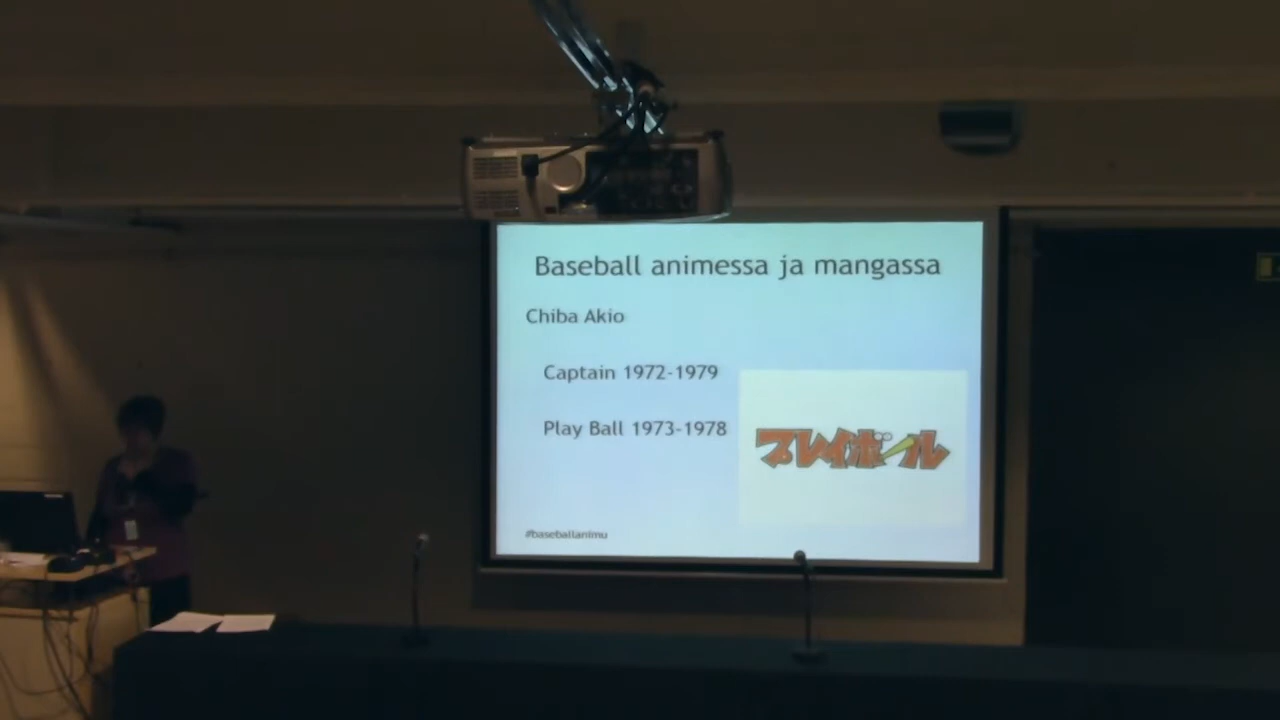 Baseball animessa ja mangassa
Chiba Akio
Captain 1972-1979
Play Ball 1973-1978
プレイボール
#baseballanimu